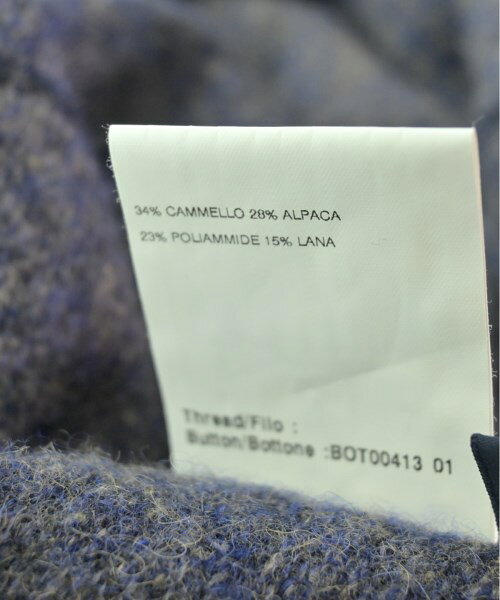 34% CAMMELLO 28% ALPACA
23% POLIAMMIDE 15% LANA
Thread/Filo :
Button/Bottone :BOT00413 01